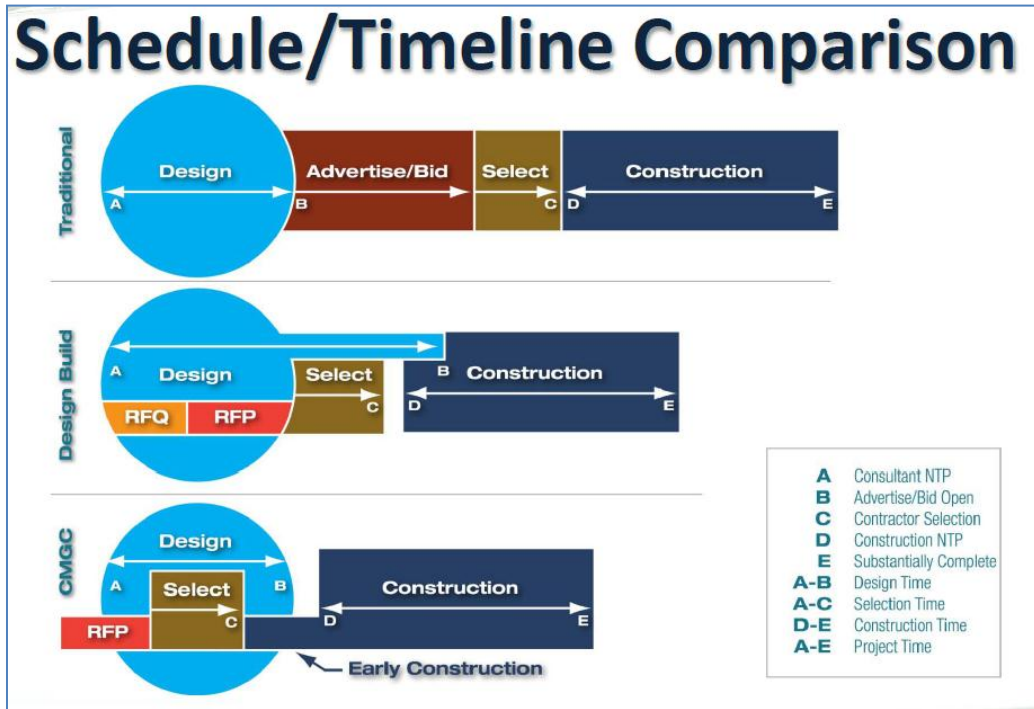 Schedule/Timeline Comparison
Traditional
Design
Advertise/Bid
Select
Construction
A
B
C
D
E
Design Build
A
Design
B
Select
Construction
C
D
E
RFQ
RFP
CMGC
Design
A
B
Select
C
Construction
D
E
RFP
Early Construction
A Consultant NTP
B Advertise/Bid Open
C Contractor Selection
D Construction NTP
E Substantially Complete
A-B Design Time
A-C Selection Time
D-E Construction Time
A-E Project Time